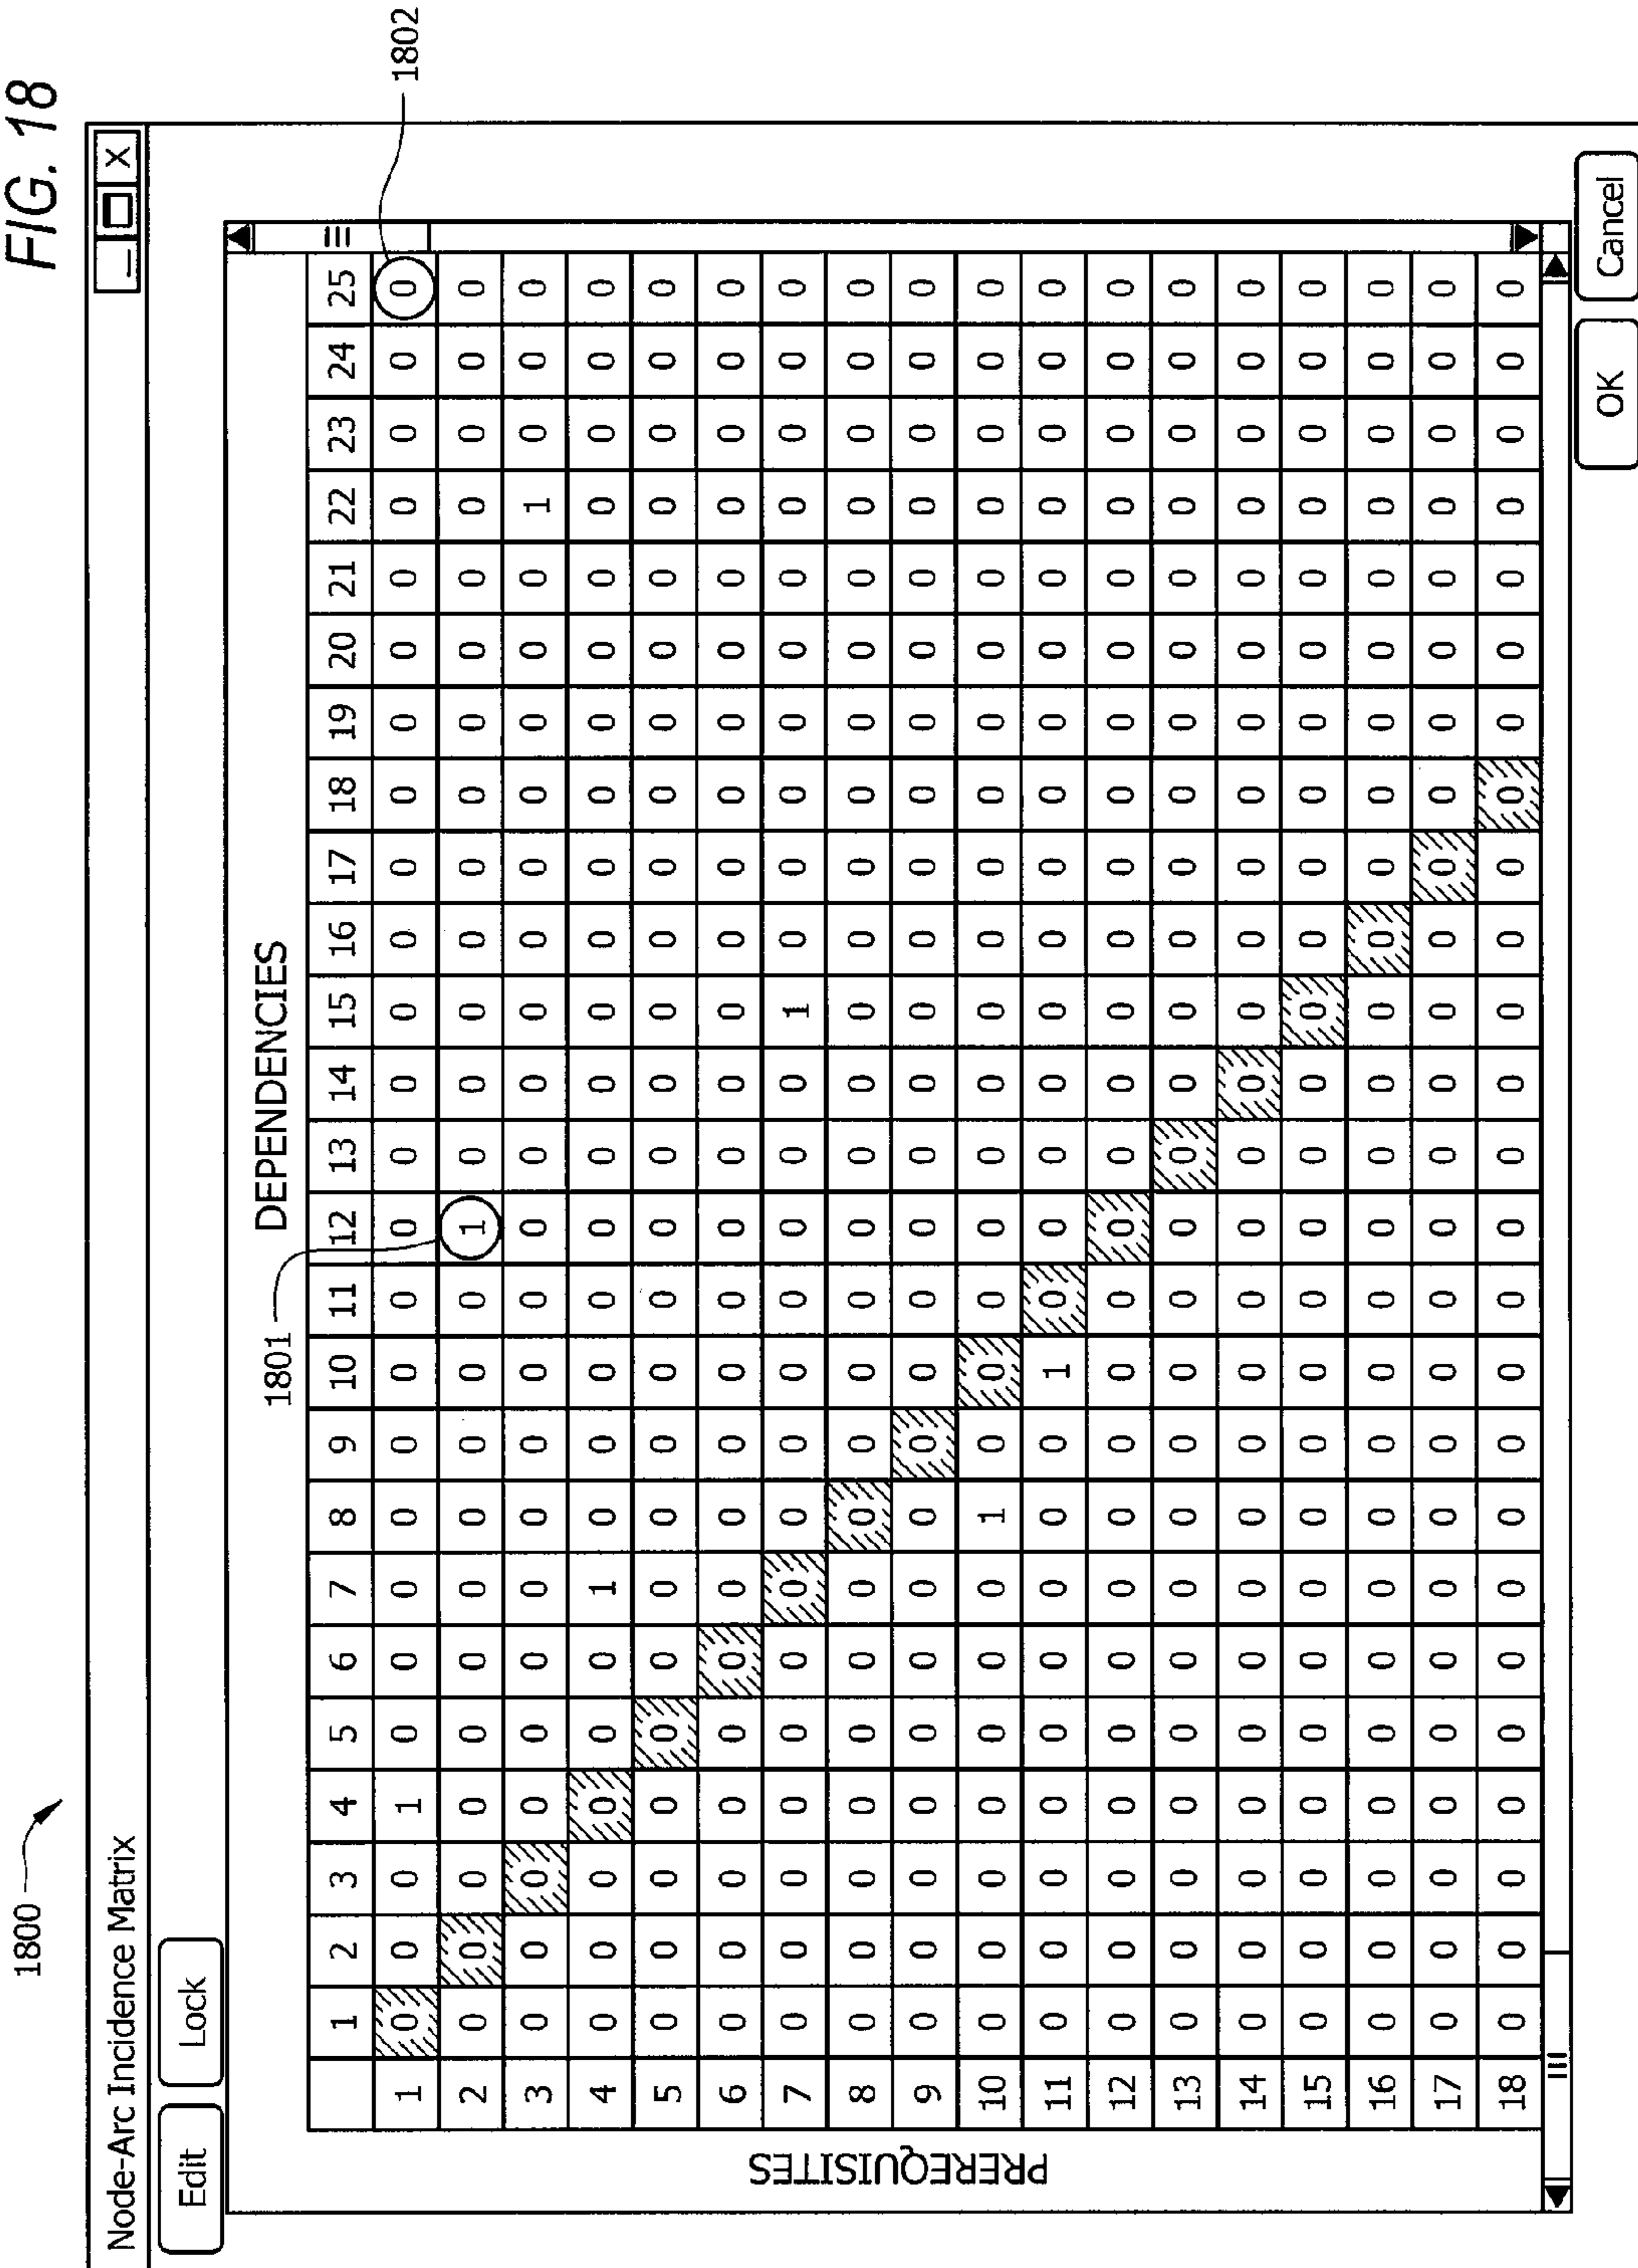 FIG. 18
1800
Node-Arc Incidence Matrix
_ X
Edit Lock
DEPENDENCIES
1801
1802
1 2 3 4 5 6 7 8 9 10 11 12 13 14 15 16 17 18 19 20 21 22 23 24 25
PREREQUISITES
1 0 0 0 1 0 0 0 0 0 0 0 0 0 0 0 0 0 0 0 0 0 0 0 0 0
2 0 0 0 0 0 0 0 0 0 0 0 1 0 0 0 0 0 0 0 0 0 0 0 0 0
3 0 0 0 0 0 0 0 0 0 0 0 0 0 0 0 0 0 0 0 0 0 1 0 0 0
4 0 0 0 0 0 0 1 0 0 0 0 0 0 0 0 0 0 0 0 0 0 0 0 0 0
5 0 0 0 0 0 0 0 0 0 0 0 0 0 0 0 0 0 0 0 0 0 0 0 0 0
6 0 0 0 0 0 0 0 0 0 0 0 0 0 0 0 0 0 0 0 0 0 0 0 0 0
7 0 0 0 0 0 0 0 0 0 0 0 0 0 0 1 0 0 0 0 0 0 0 0 0 0
8 0 0 0 0 0 0 0 0 0 0 0 0 0 0 0 0 0 0 0 0 0 0 0 0 0
9 0 0 0 0 0 0 0 0 0 0 0 0 0 0 0 0 0 0 0 0 0 0 0 0 0
10 0 0 0 0 0 0 0 1 0 0 0 0 0 0 0 0 0 0 0 0 0 0 0 0 0
11 0 0 0 0 0 0 0 0 0 1 0 0 0 0 0 0 0 0 0 0 0 0 0 0 0
12 0 0 0 0 0 0 0 0 0 0 0 0 0 0 0 0 0 0 0 0 0 0 0 0 0
13 0 0 0 0 0 0 0 0 0 0 0 0 0 0 0 0 0 0 0 0 0 0 0 0 0
14 0 0 0 0 0 0 0 0 0 0 0 0 0 0 0 0 0 0 0 0 0 0 0 0 0
15 0 0 0 0 0 0 0 0 0 0 0 0 0 0 0 0 0 0 0 0 0 0 0 0 0
16 0 0 0 0 0 0 0 0 0 0 0 0 0 0 0 0 0 0 0 0 0 0 0 0 0
17 0 0 0 0 0 0 0 0 0 0 0 0 0 0 0 0 0 0 0 0 0 0 0 0 0
18 0 0 0 0 0 0 0 0 0 0 0 0 0 0 0 0 0 0 0 0 0 0 0 0 0
OK Cancel